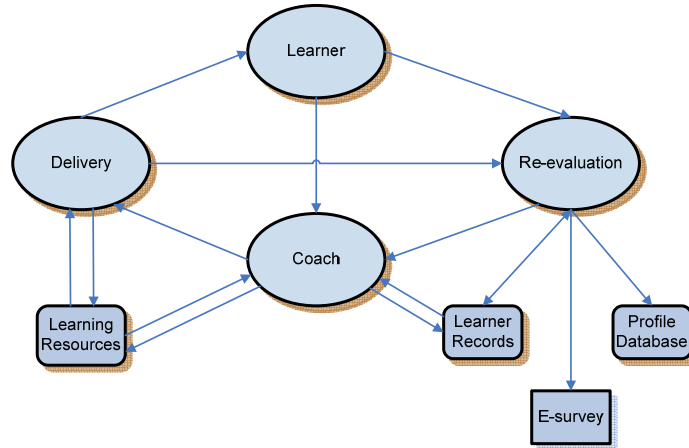 Learner
Delivery
Re-evaluation
Coach
Learning
Resources
Learner
Records
Profile
Database
E-survey